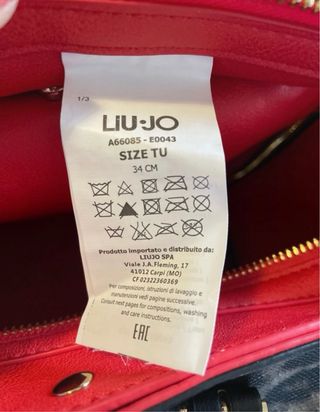 1/3
LIU·JO
A66085 - E0043
SIZE TU
34 CM
Prodotto importato e distribuito da:
LIUJO SPA
Viale J.A.Fleming, 17
41012 Carpi (MO)
CF 02322360369
Per composizioni, istruzioni di lavaggio e
manutenzioni vedi pagine successive.
Consult next pages for compositions, washing
and care instructions.
EAC